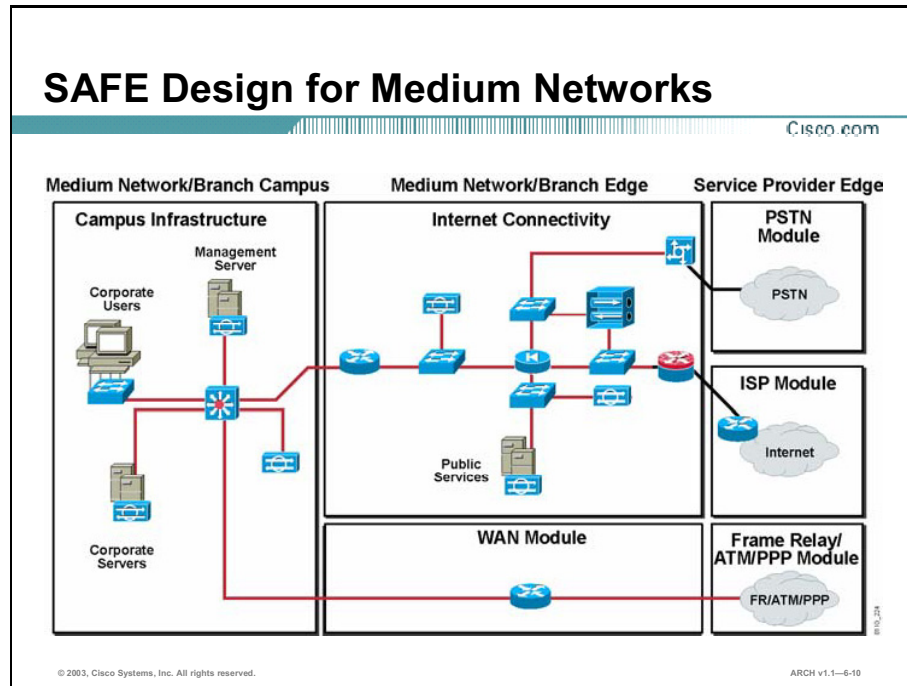 SAFE Design for Medium Networks
Cisco.com
Medium Network/Branch Campus
Medium Network/Branch Edge
Service Provider Edge
Campus Infrastructure
Internet Connectivity
PSTN
Module
Management
Server
Corporate
Users
PSTN
ISP Module
Internet
Public
Services
Corporate
Servers
WAN Module
Frame Relay/
ATM/PPP Module
FR/ATM/PPP
© 2003, Cisco Systems, Inc. All rights reserved.
ARCH v1.1—6-10